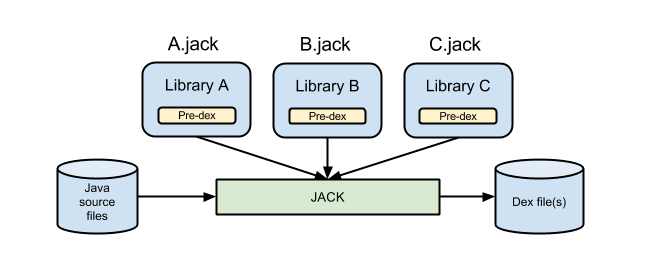 A.jack
B.jack
C.jack
Library A
Library B
Library C
Pre-dex
Pre-dex
Pre-dex
Java
source
files
JACK
Dex file(s)